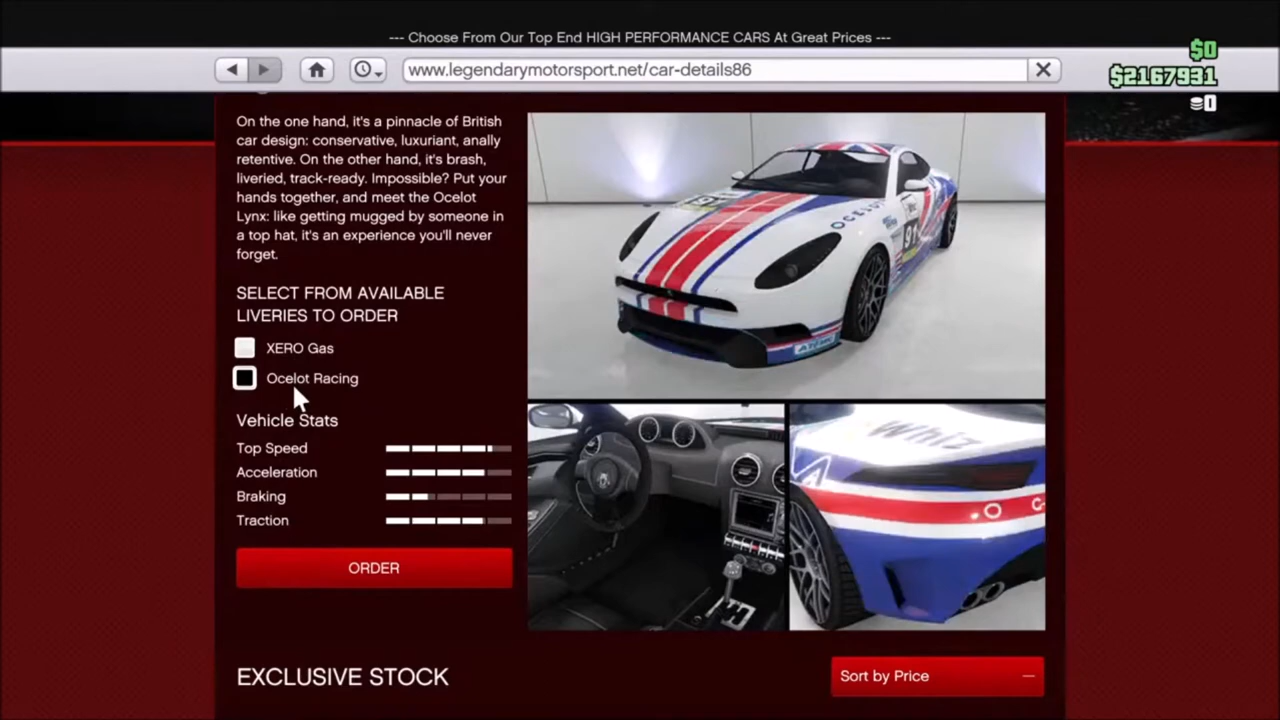 --- Choose From Our Top End HIGH PERFORMANCE CARS At Great Prices ---
$0
www.legendarymotorsport.net/car-details86
$2167931
0
On the one hand, it's a pinnacle of British
car design: conservative, luxuriant, anally
retentive. On the other hand, it's brash,
liveried, track-ready. Impossible? Put your
hands together, and meet the Ocelot
Lynx: like getting mugged by someone in
a top hat, it's an experience you'll never
forget.
SELECT FROM AVAILABLE
LIVERIES TO ORDER
XERO Gas
Ocelot Racing
Vehicle Stats
Top Speed
Acceleration
Braking
Traction
ORDER
OCELOT
91
ATOMIC
Whiz
EXCLUSIVE STOCK
Sort by Price